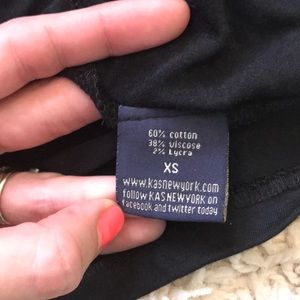 60% cotton
38% viscose
2% Lycra
XS
www.kasnewyork.com
follow KASNEWYORK on
facebook and twitter today